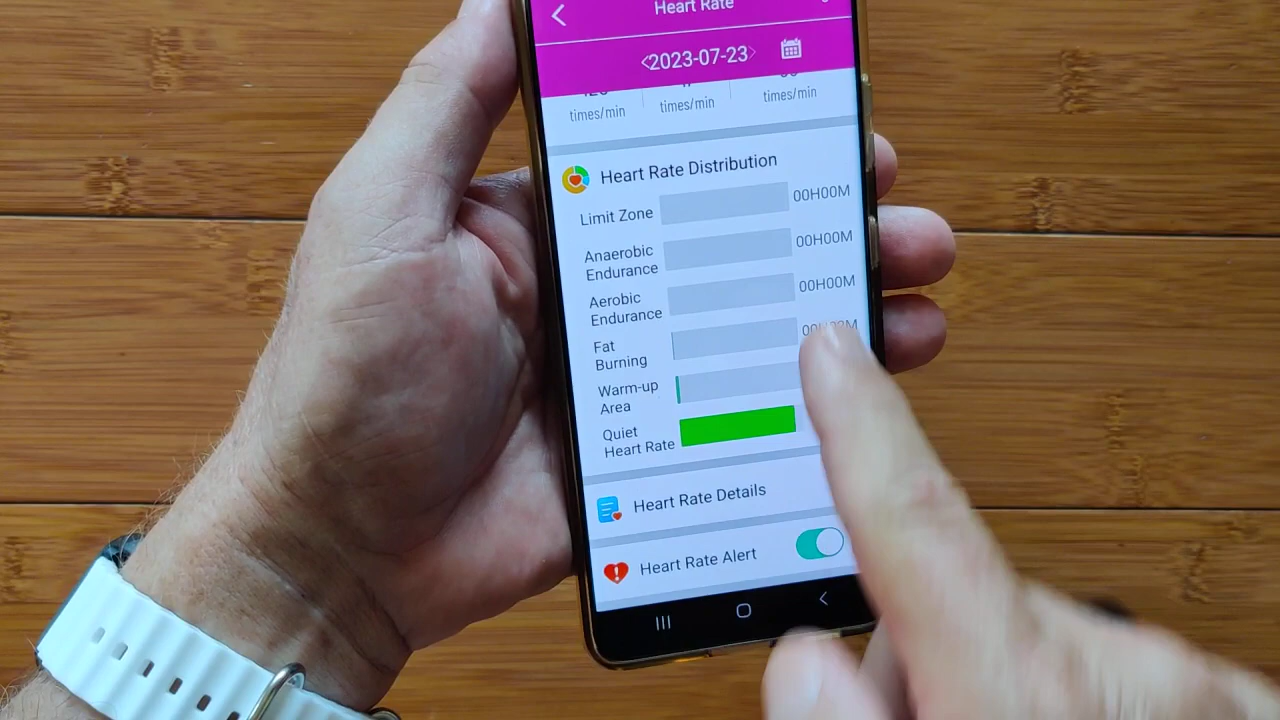 Heart Rate
2023-07-23
times/min
times/min
times/min
Heart Rate Distribution
Limit Zone
00H00M
Anaerobic
Endurance
00H00M
Aerobic
Endurance
00H00M
Fat
Burning
Warm-up
Area
Quiet
Heart Rate
Heart Rate Details
Heart Rate Alert